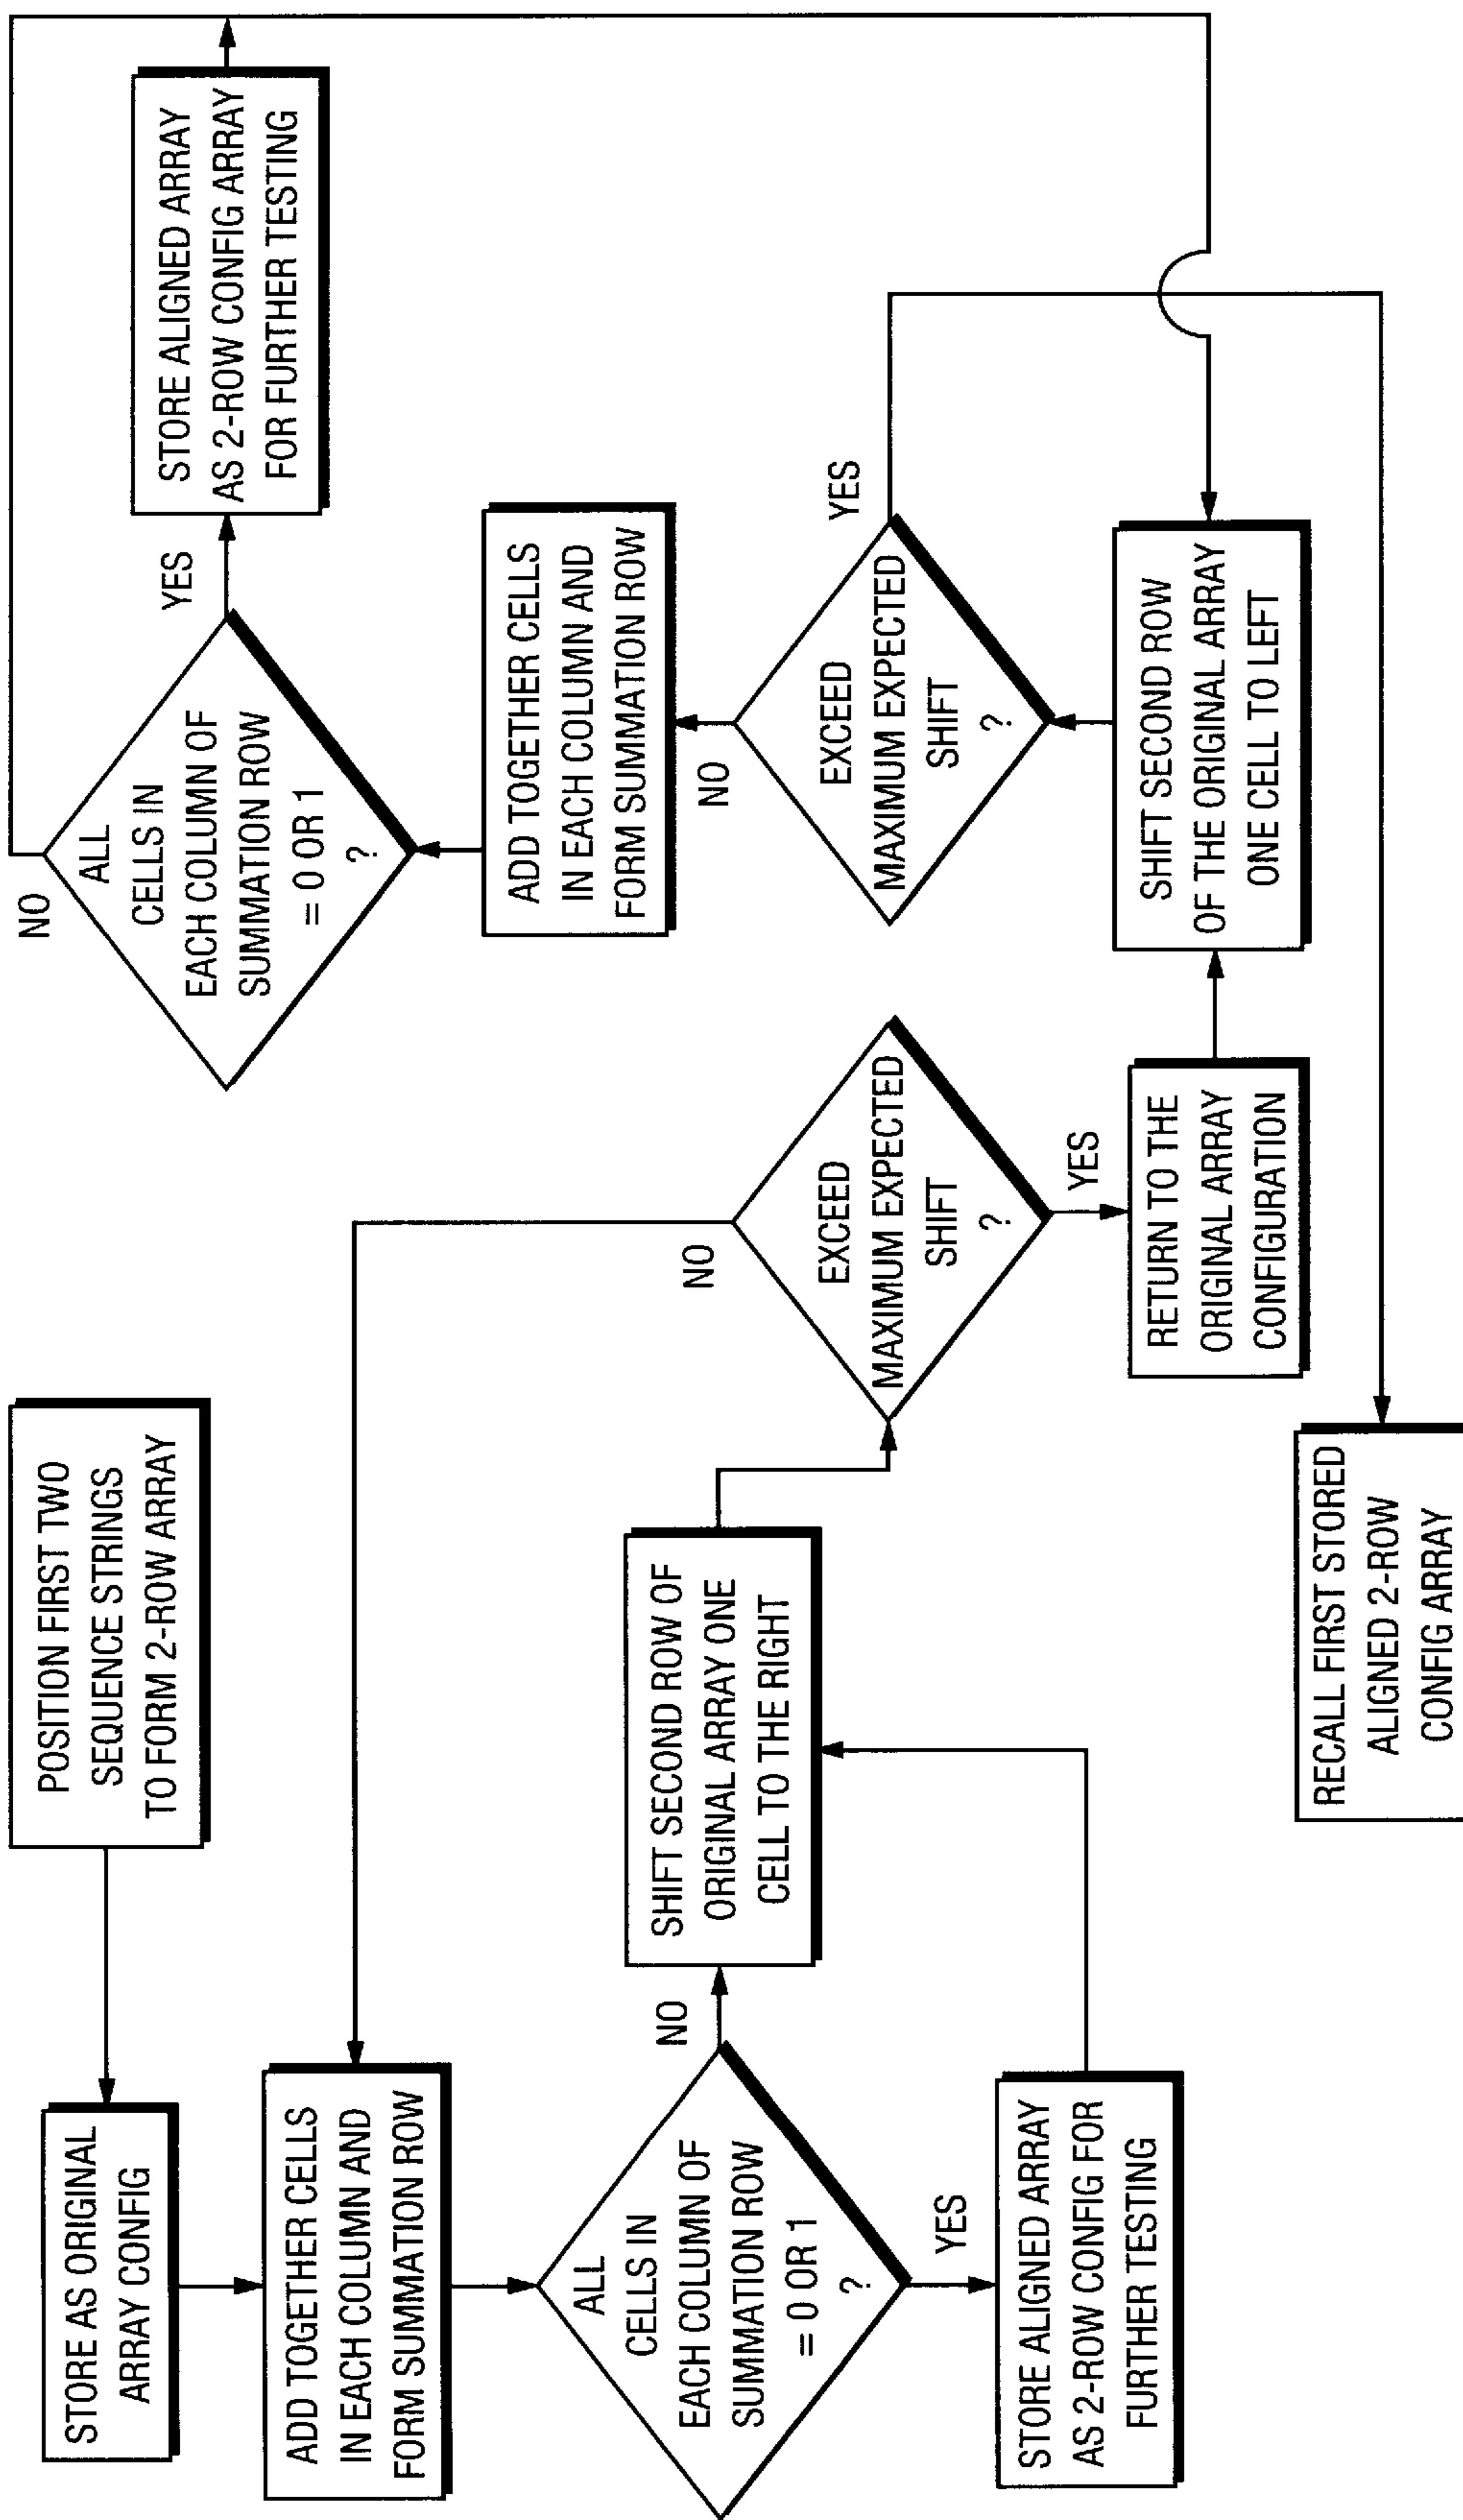 POSITION FIRST TWO
SEQUENCE STRINGS
TO FORM 2-ROW ARRAY
STORE AS ORIGINAL
ARRAY CONFIG
ADD TOGETHER CELLS
IN EACH COLUMN AND
FORM SUMMATION ROW
ALL
CELLS IN
EACH COLUMN OF
SUMMATION ROW
= 0 OR 1
?
NO
YES
STORE ALIGNED ARRAY
AS 2-ROW CONFIG FOR
FURTHER TESTING
SHIFT SECOND ROW OF
ORIGINAL ARRAY ONE
CELL TO THE RIGHT
EXCEED
MAXIMUM EXPECTED
SHIFT
?
NO
YES
RETURN TO THE
ORIGINAL ARRAY
CONFIGURATION
SHIFT SECOND ROW
OF THE ORIGINAL ARRAY
ONE CELL TO LEFT
EXCEED
MAXIMUM EXPECTED
SHIFT
?
NO
YES
ADD TOGETHER CELLS
IN EACH COLUMN AND
FORM SUMMATION ROW
ALL
CELLS IN
EACH COLUMN OF
SUMMATION ROW
= 0 OR 1
?
NO
YES
STORE ALIGNED ARRAY
AS 2-ROW CONFIG ARRAY
FOR FURTHER TESTING
RECALL FIRST STORED
ALIGNED 2-ROW
CONFIG ARRAY